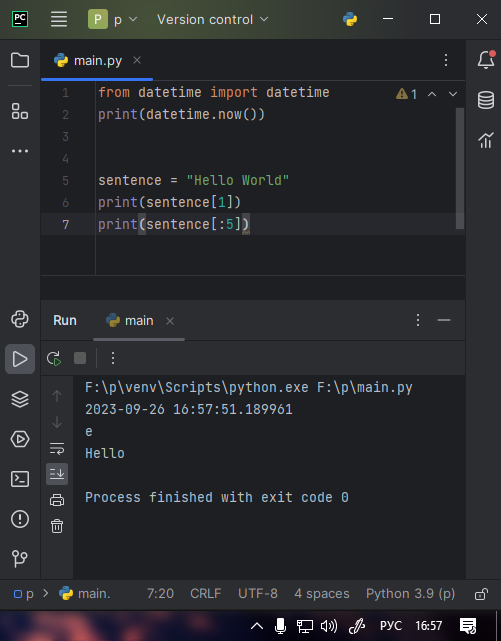 PC
P p Version control
main.py
1 from datetime import datetime 1
2 print(datetime.now())
3
4
5 sentence = "Hello World"
6 print(sentence[1])
7 print(sentence[:5])
Run main
F:\p\venv\Scripts\python.exe F:\p\main.py
2023-09-26 16:57:51.189961
e
Hello
Process finished with exit code 0
p main. 7:20 CRLF UTF-8 4 spaces Python 3.9 (p)
РУС 16:57